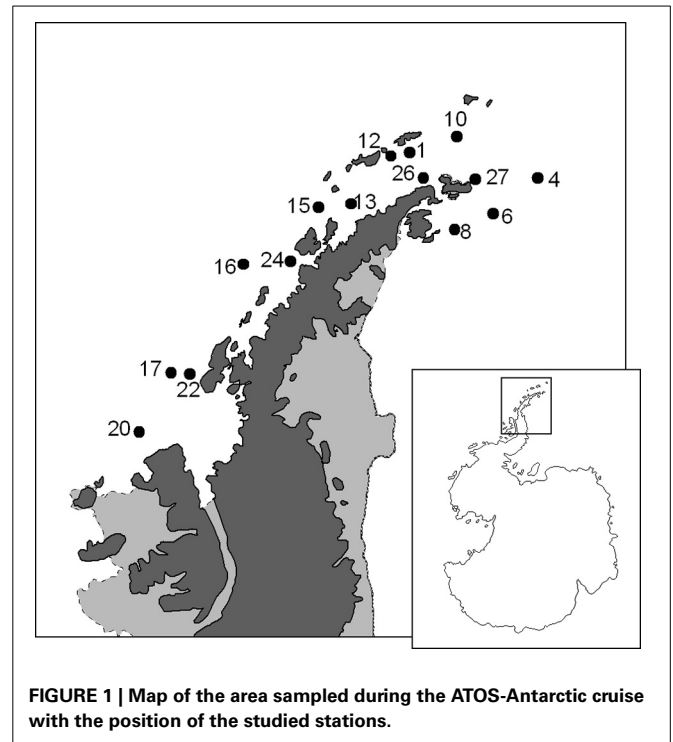 10
12 1
26 27 4
15 13 6
8
16 24
17
22
20
FIGURE 1 | Map of the area sampled during the ATOS-Antarctic cruise
with the position of the studied stations.